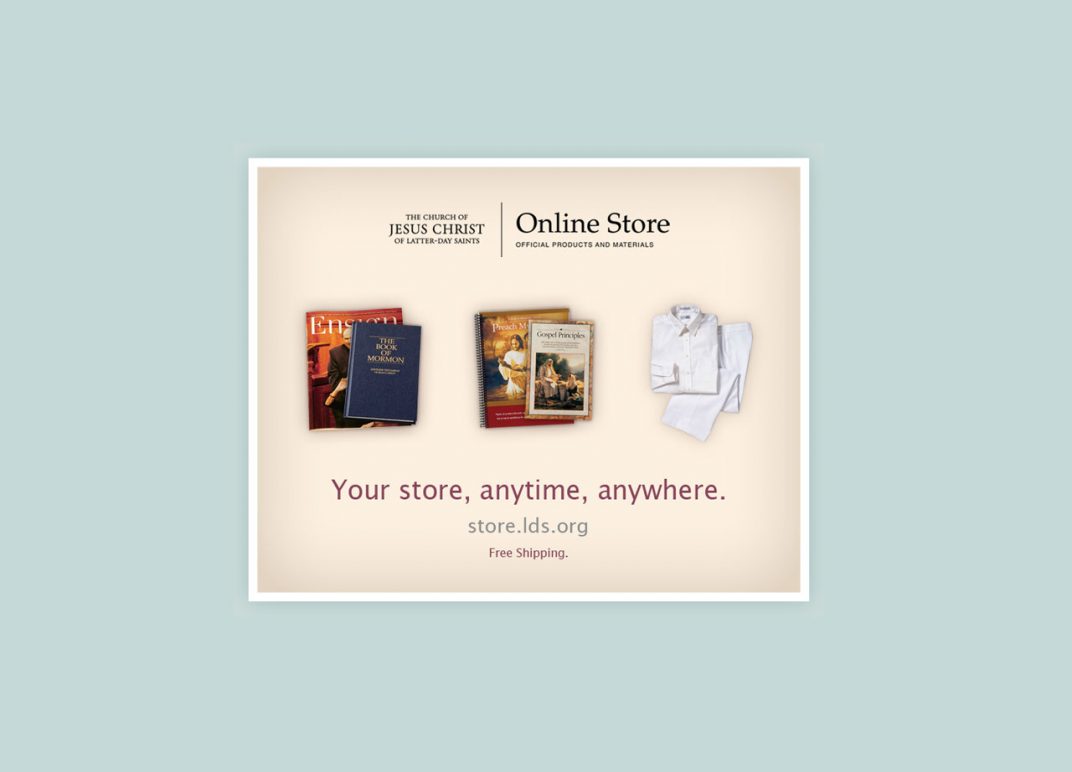 THE CHURCH OF
JESUS CHRIST
OF LATTER-DAY SAINTS
Online Store
OFFICIAL PRODUCTS AND MATERIALS
Ensign
THE
BOOK
OF
MORMON
Preach M
Gospel Principles
Your store, anytime, anywhere.
store.lds.org
Free Shipping.